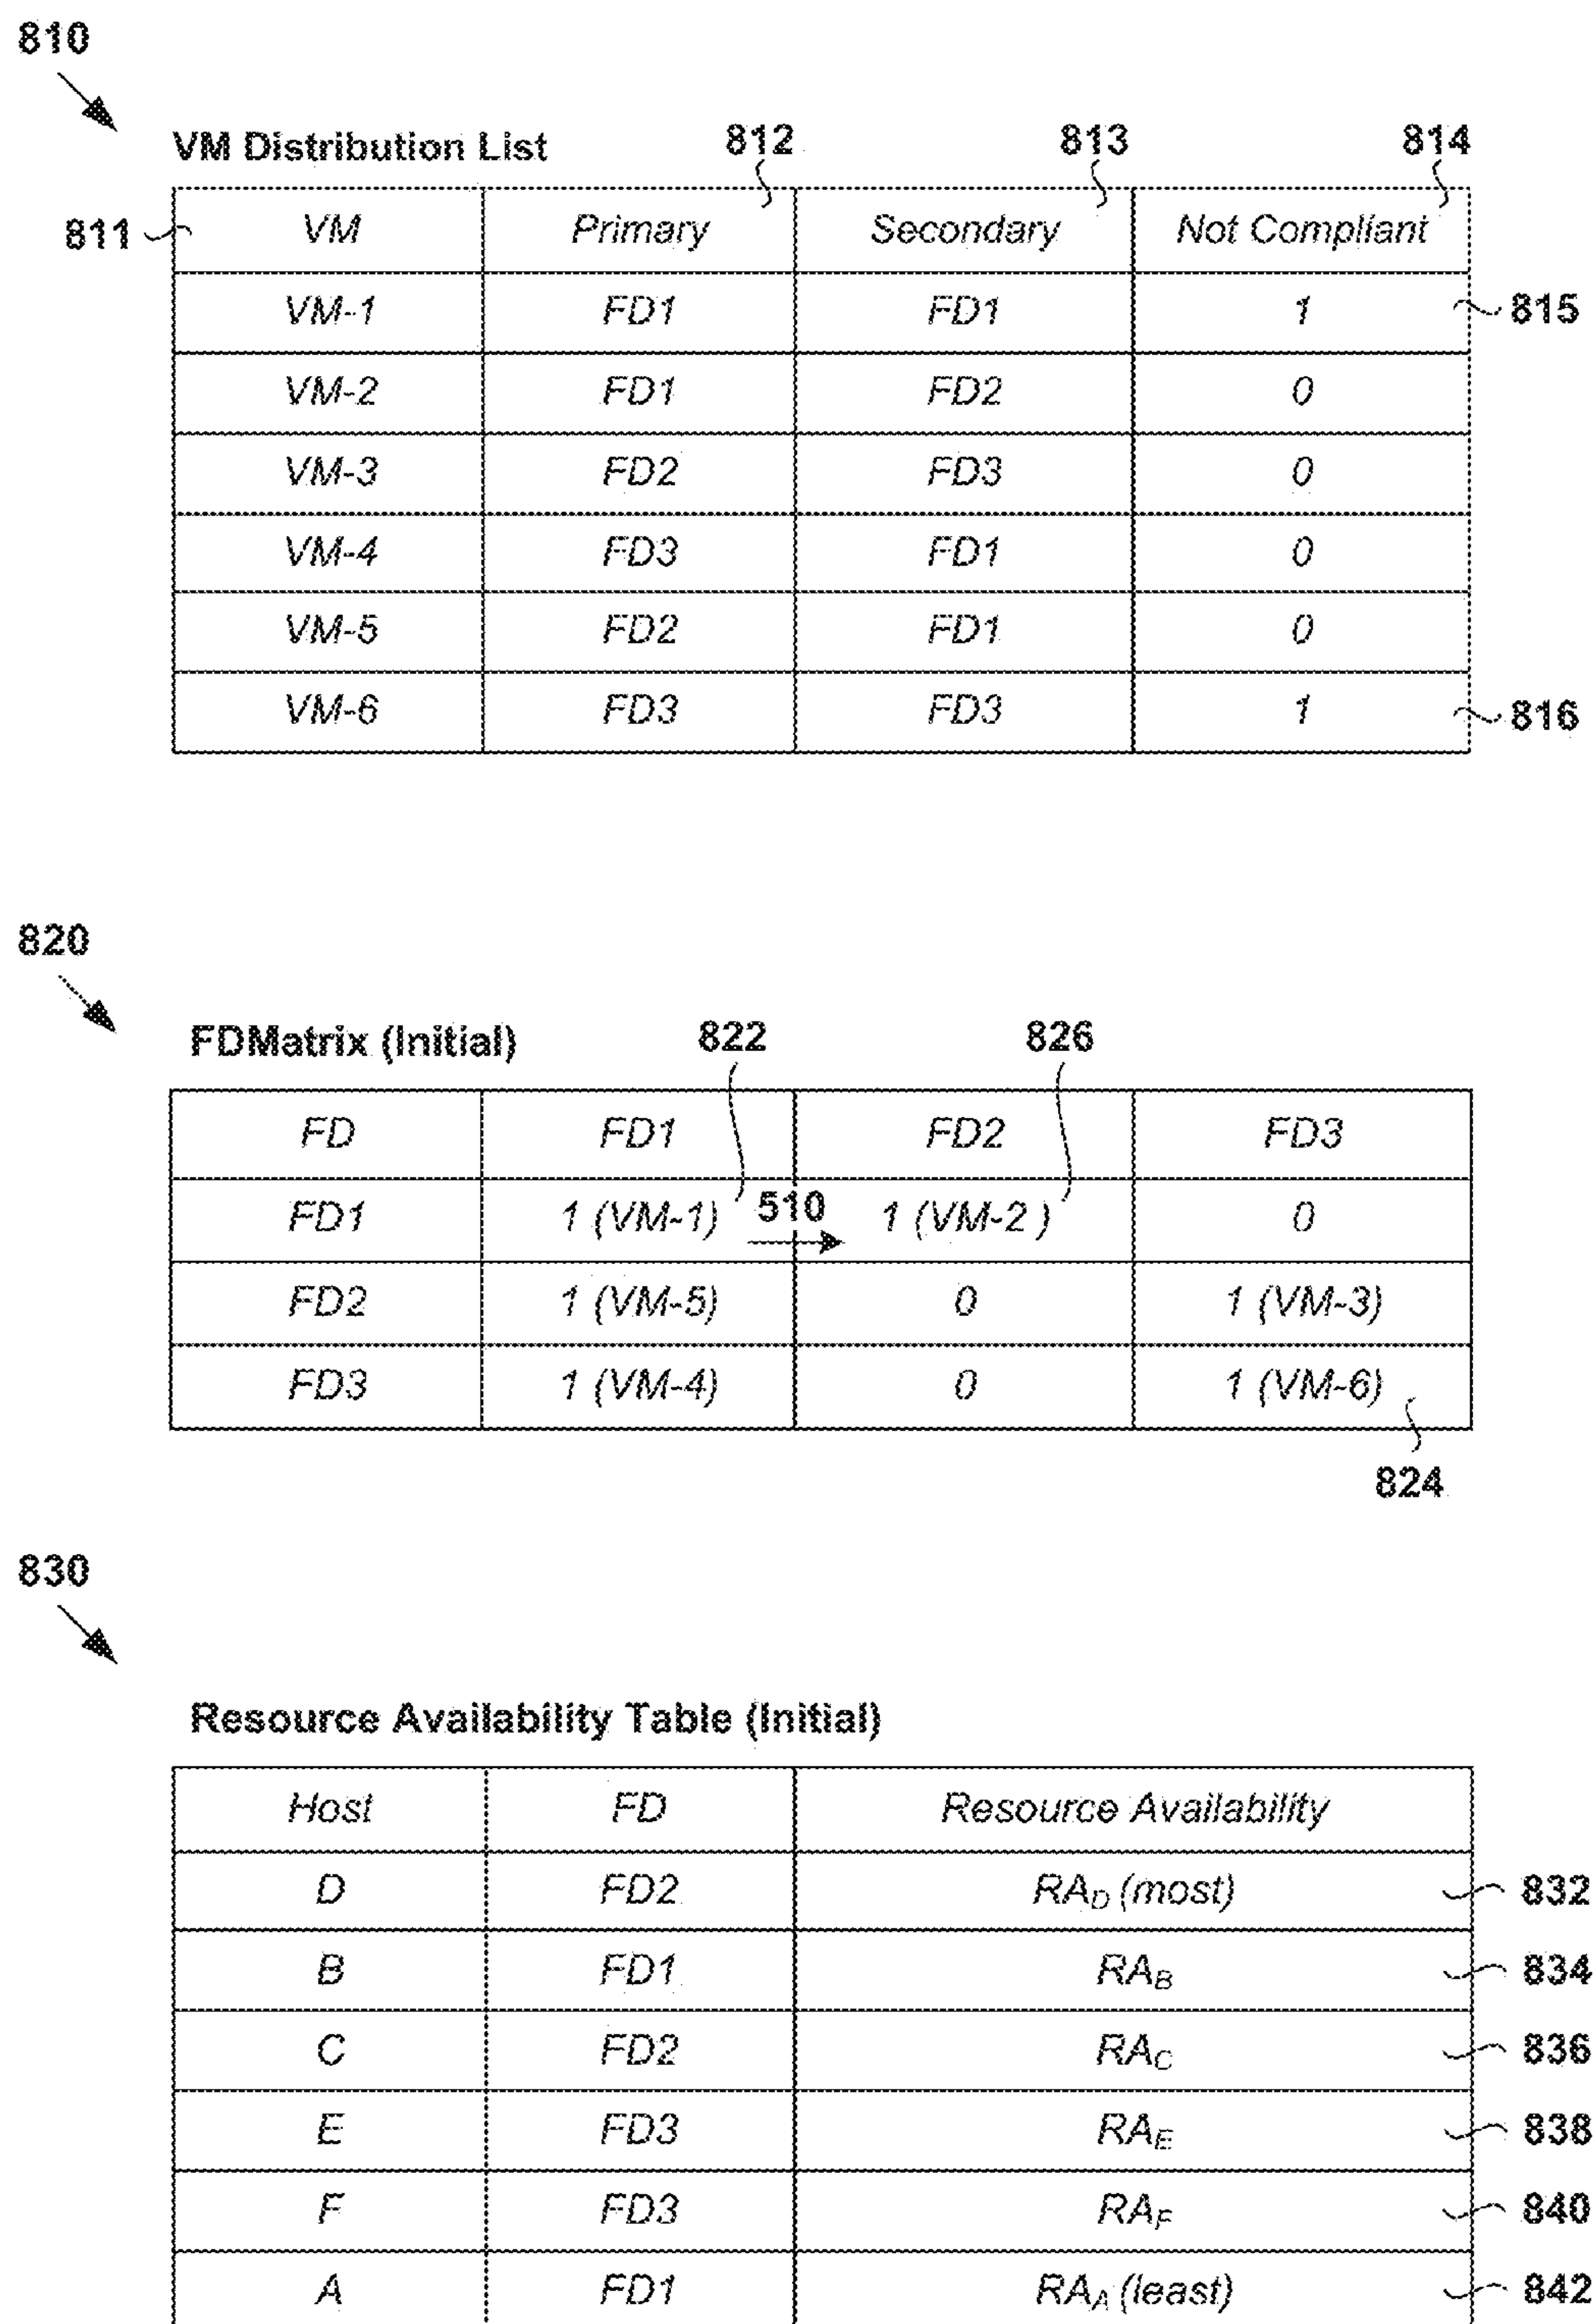 810
VM Distribution List 812 813 814
811 VM Primary Secondary Not Compliant
VM-1 FD1 FD1 1 815
VM-2 FD1 FD2 0
VM-3 FD2 FD3 0
VM-4 FD3 FD1 0
VM-5 FD2 FD1 0
VM-6 FD3 FD3 1 816
820
FDMatrix (Initial) 822 826
FD FD1 FD2 FD3
FD1 1 (VM-1) 510 1 (VM-2 ) 0
FD2 1 (VM-5) 0 1 (VM-3)
FD3 1 (VM-4) 0 1 (VM-6)
824
830
Resource Availability Table (Initial)
Host FD Resource Availability
D FD2 RAD (most) 832
B FD1 RAB 834
C FD2 RAC 836
E FD3 RAE 838
F FD3 RAF 840
A FD1 RAA (least) 842